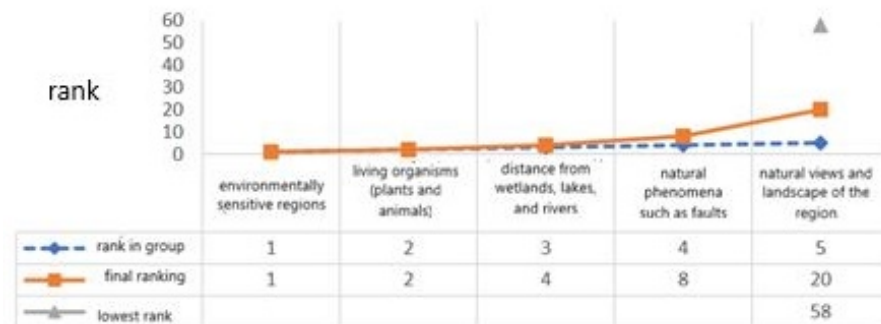 60
50
40
30
20
10
0
rank
environmentally
sensitive regions
living organisms
(plants and
animals)
distance from
wetlands, lakes,
and rivers
natural
phenomena
such as faults
natural views and
landscape of the
region
rank in group 1 2 3 4 5
final ranking 1 2 4 8 20
lowest rank 58